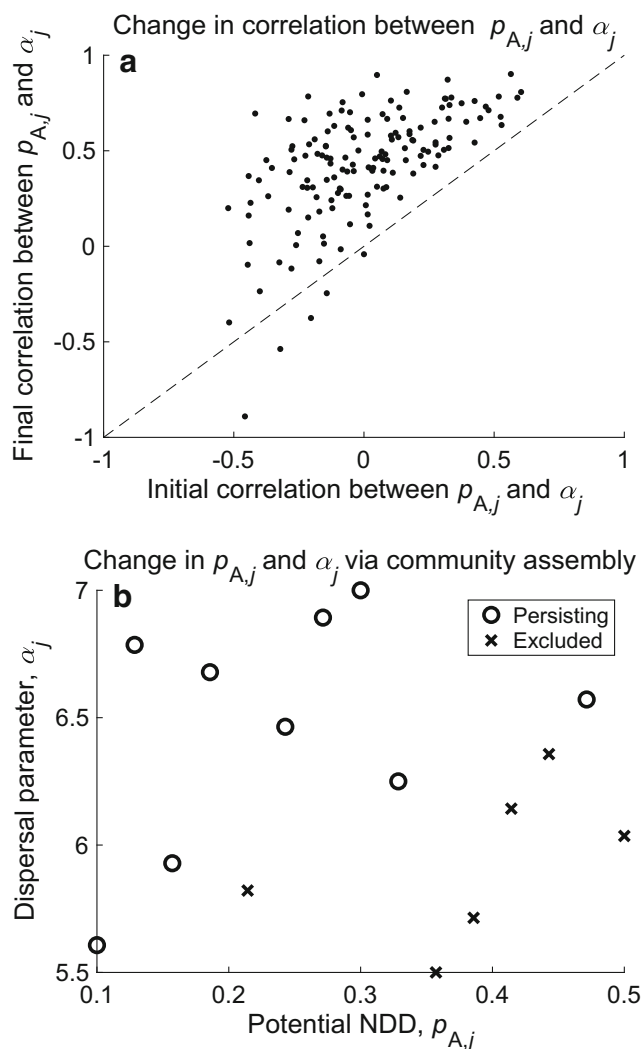 Change in correlation between p_A,j and α_j
a
Final correlation between p_A,j and α_j
1
0.5
0
-0.5
-1
-1
-0.5
0
0.5
1
Initial correlation between p_A,j and α_j
Change in p_A,j and α_j via community assembly
b
Persisting
Excluded
Dispersal parameter, α_j
7
6.5
6
5.5
0.1
0.2
0.3
0.4
0.5
Potential NDD, p_A,j